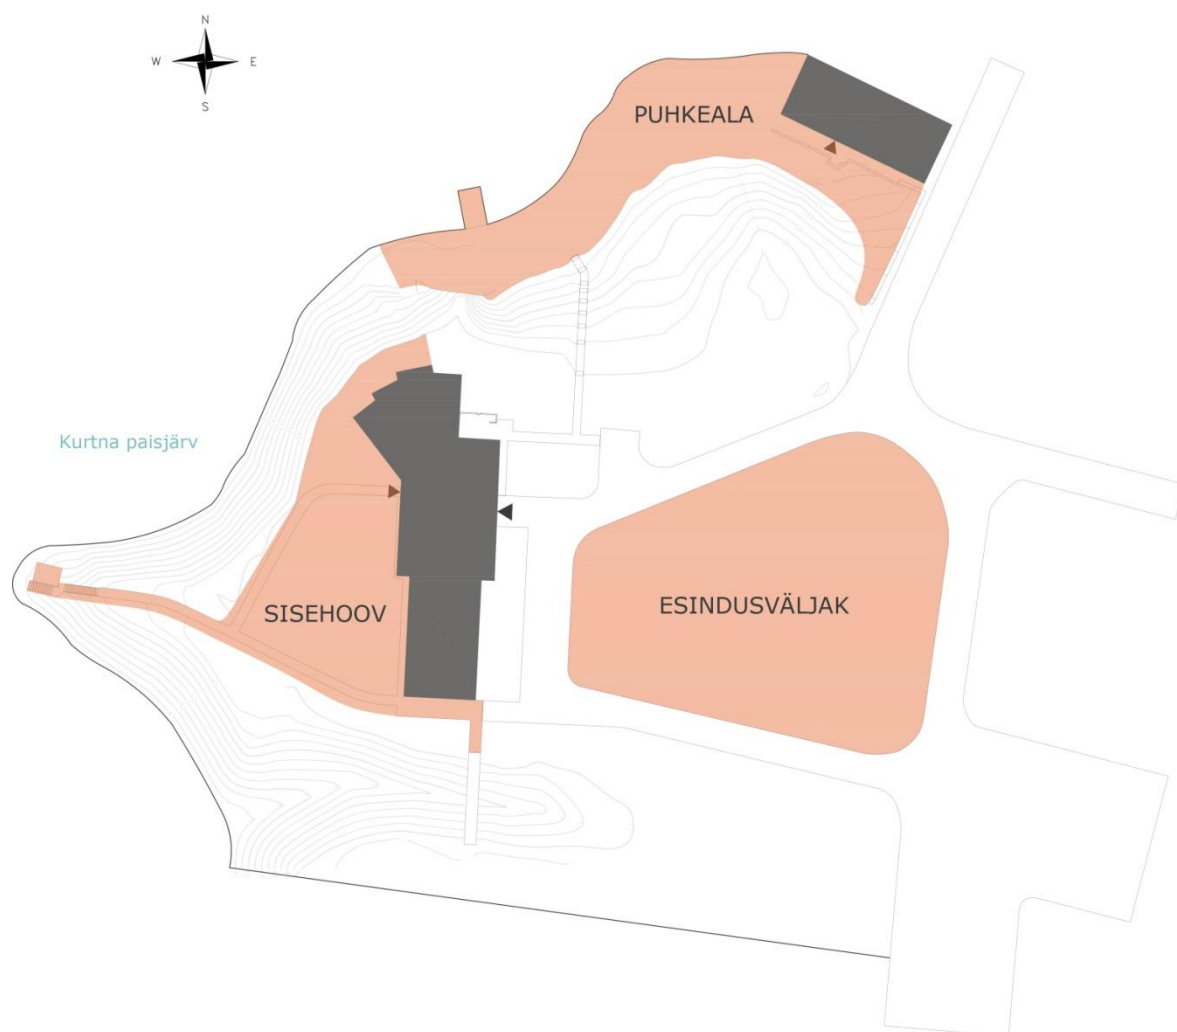 N
W E
S
PUHKEALA
Kurtna paisjärv
SISEHOOV
ESINDUSVÄLJAK